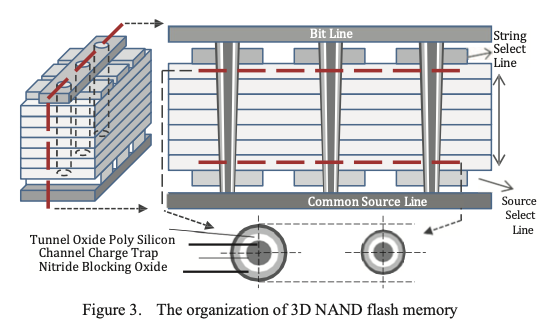 Bit Line
String
Select
Line
Common Source Line
Source
Select
Line
Tunnel Oxide Poly Silicon
Channel Charge Trap
Nitride Blocking Oxide
Figure 3. The organization of 3D NAND flash memory